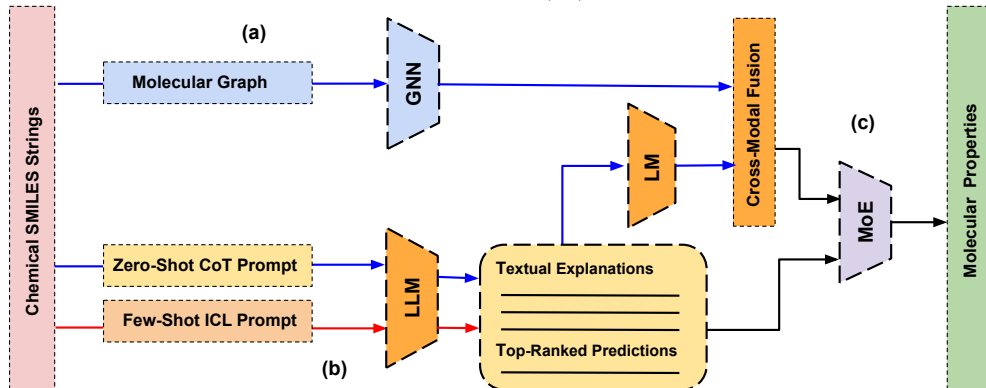 (a)
Chemical SMILES Strings
Molecular Graph
GNN
LM
Cross-Modal Fusion
(c)
MoE
Molecular Properties
Zero-Shot CoT Prompt
Few-Shot ICL Prompt
LLM
Textual Explanations
Top-Ranked Predictions
(b)